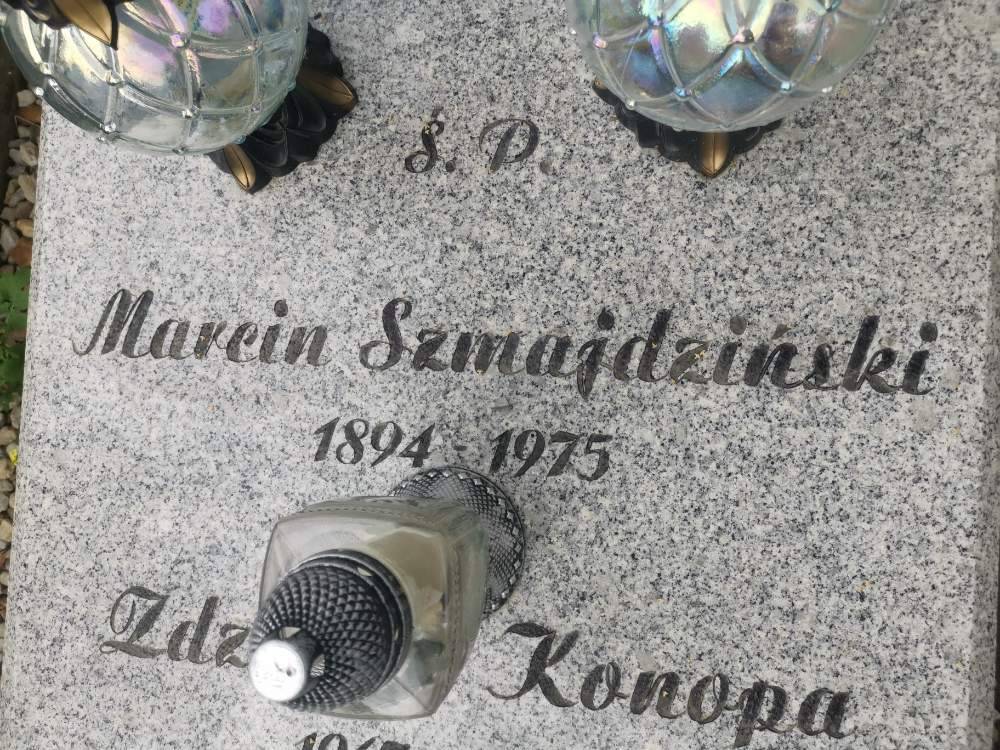 Ś. P.
Marcin Szmajdziński
1894 - 1975
Konopa